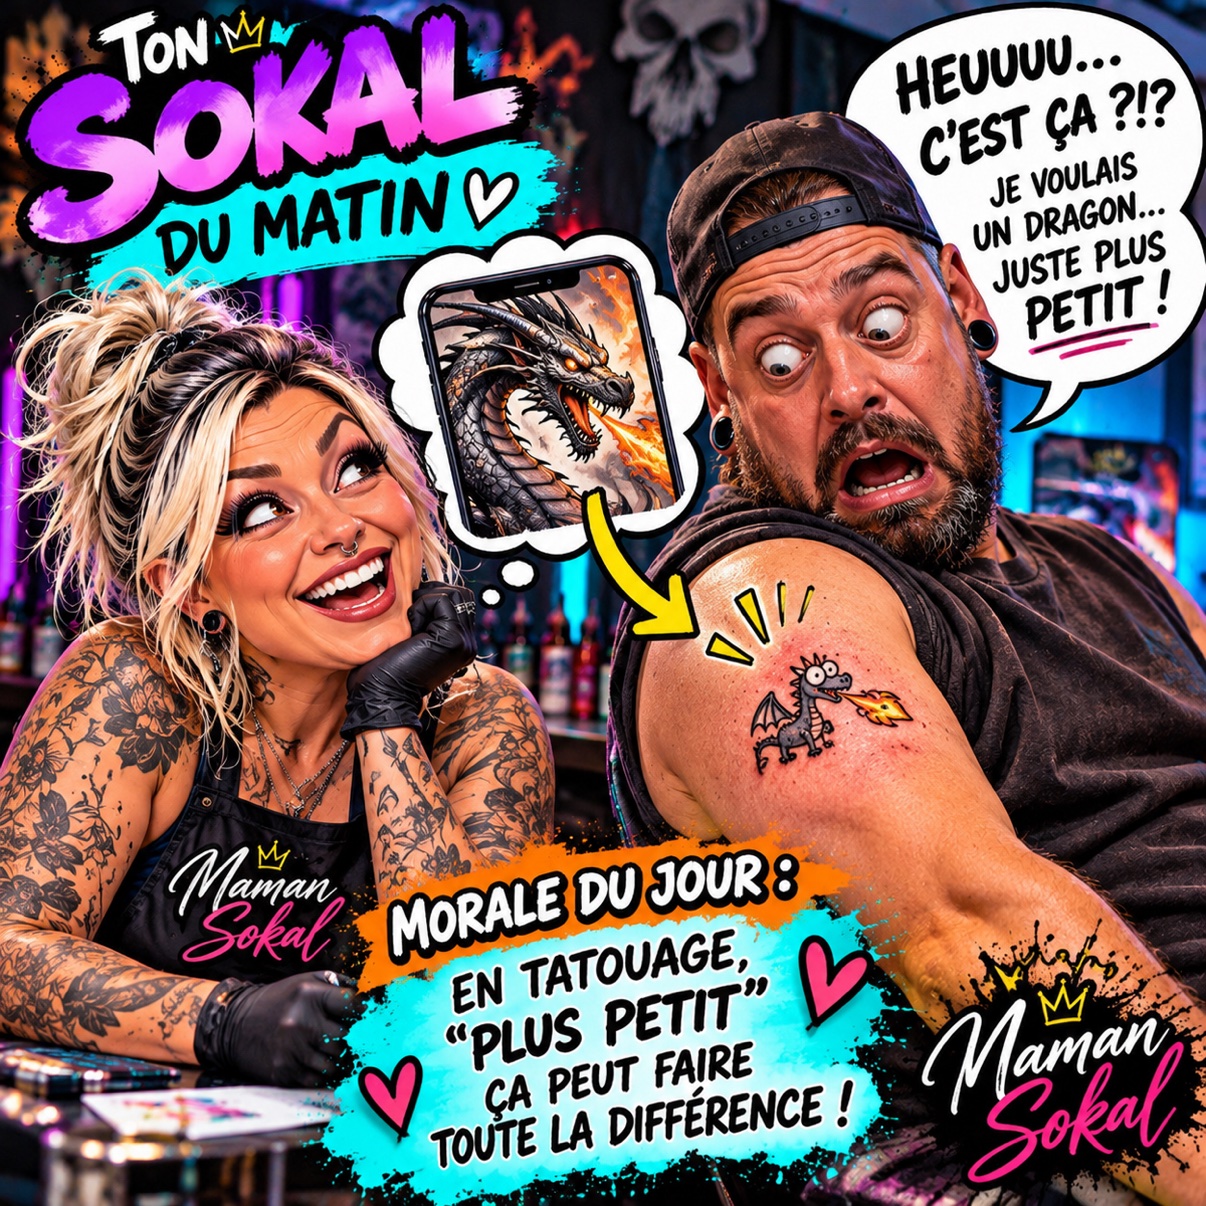 TON
SOKAL
DU MATIN
HEUUUU...
C'EST ÇA ?!?
JE VOULAIS
UN DRAGON...
JUSTE PLUS
PETIT !
Maman
Sokal
MORALE DU JOUR :
EN TATOUAGE,
"PLUS PETIT"
ÇA PEUT FAIRE
TOUTE LA DIFFÉRENCE !
Maman
Sokal